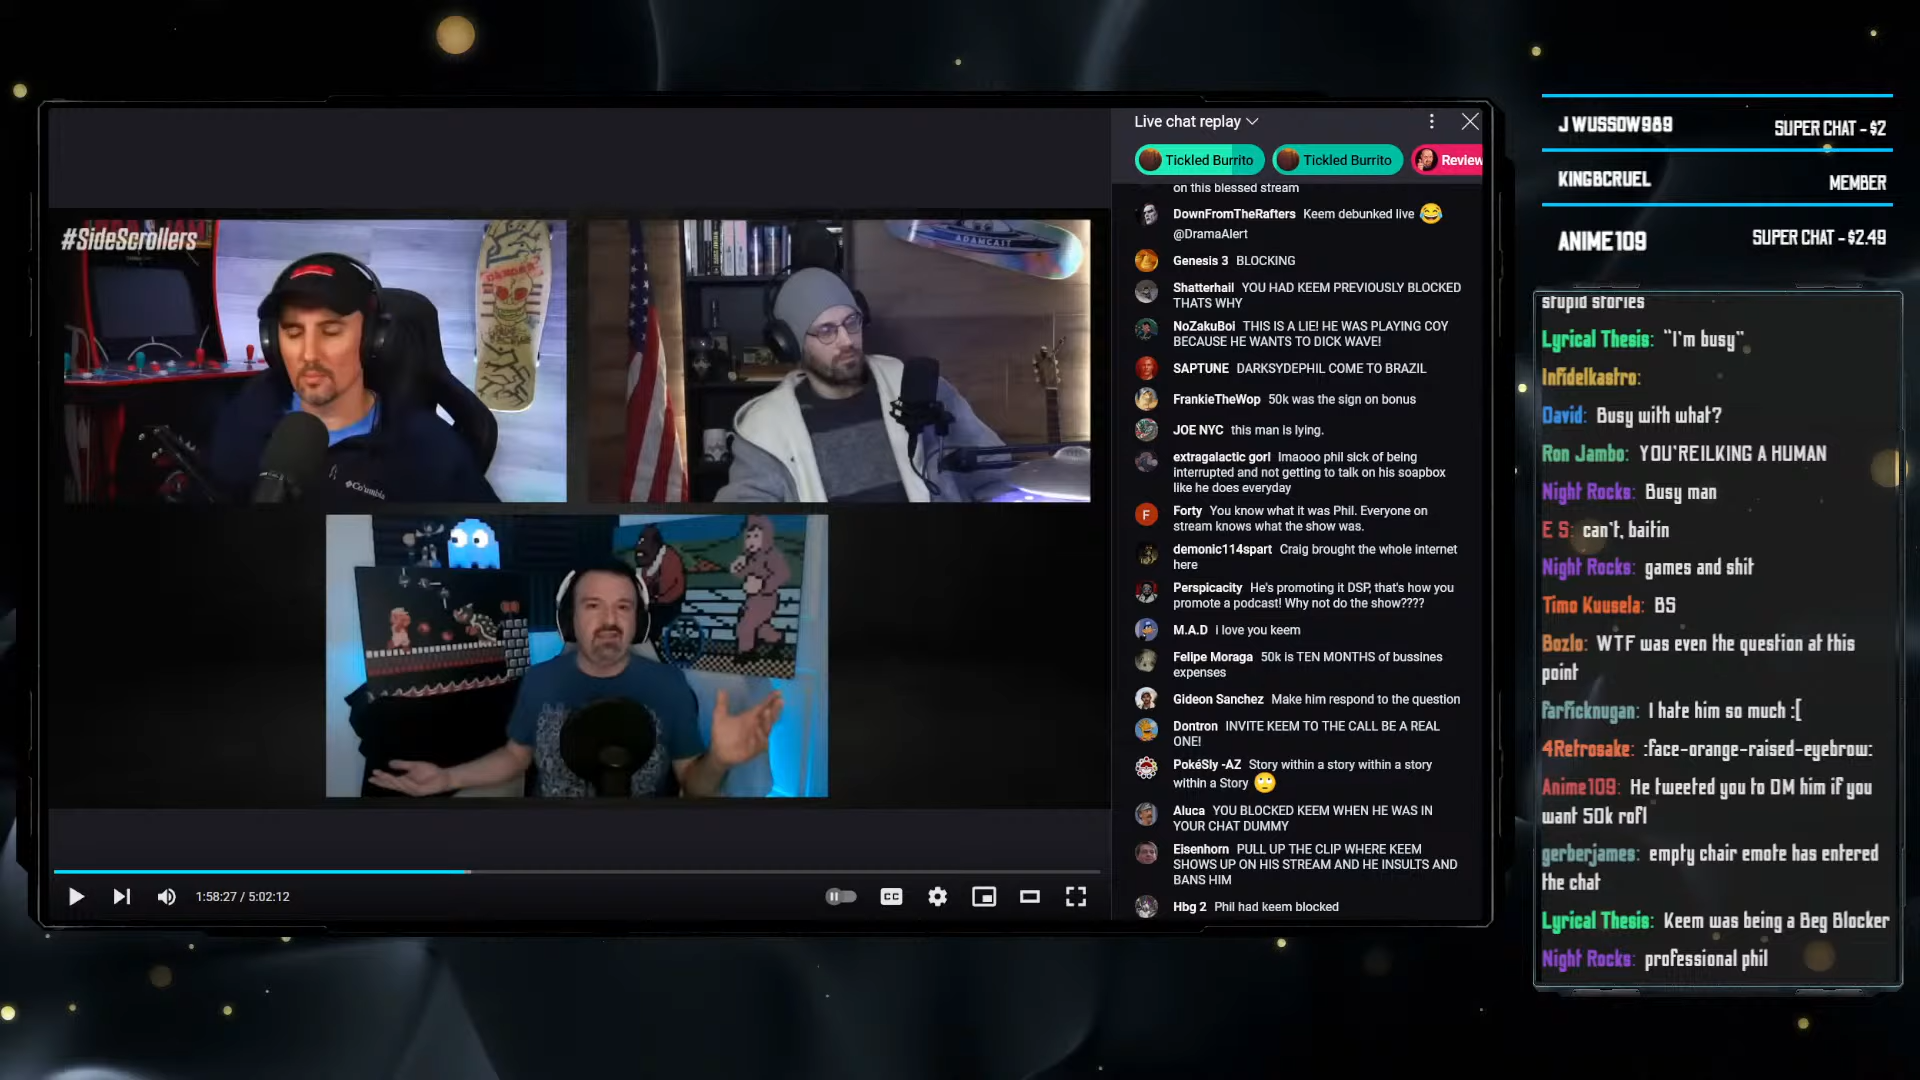 #SideScrollers
ADAMCAIT
Columbia
1:58:27 / 5:02:12
CC
Live chat replay
Tickled Burrito
Tickled Burrito
Review
on this blessed stream
DownFromTheRafters Keem debunked live 😂
@DramaAlert
Genesis 3 BLOCKING
Shatterhail YOU HAD KEEM PREVIOUSLY BLOCKED
THATS WHY
NoZakuBoi THIS IS A LIE! HE WAS PLAYING COY
BECAUSE HE WANTS TO DICK WAVE!
SAPTUNE DARKSYDEPHIL COME TO BRAZIL
FrankieTheWop 50k was the sign on bonus
JOE NYC this man is lying.
extragalactic gorl lmaooo phil sick of being
interrupted and not getting to talk on his soapbox
like he does everyday
F
Forty You know what it was Phil. Everyone on
stream knows what the show was.
demonic114spart Craig brought the whole internet
here
Perspicacity He's promoting it DSP, that's how you
promote a podcast! Why not do the show????
M.A.D i love you keem
Felipe Moraga 50k is TEN MONTHS of bussines
expenses
Gideon Sanchez Make him respond to the question
Dontron INVITE KEEM TO THE CALL BE A REAL
ONE!
PokéSly -AZ Story within a story within a story
within a Story 🙄
Aluca YOU BLOCKED KEEM WHEN HE WAS IN
YOUR CHAT DUMMY
Eisenhorn PULL UP THE CLIP WHERE KEEM
SHOWS UP ON HIS STREAM AND HE INSULTS AND
BANS HIM
Hbg 2 Phil had keem blocked
JWUSSOW989 SUPER CHAT - $2
KINGBCRUEL MEMBER
ANIME109 SUPER CHAT - $2.49
stupid stories
Lyrical Thesis: “I'm busy”
Infidelkastro:
David: Busy with what?
Ron Jambo: YOU'REILKING A HUMAN
Night Rocks: Busy man
E S: can't, baitin
Night Rocks: games and shit
Timo Kuusela: BS
Bozlo: WTF was even the question at this
point
farficknugan: I hate him so much :[
4Retrosake: :face-orange-raised-eyebrow:
Anime109: He tweeted you to DM him if you
want 50k rofl
gerberjames: empty chair emote has entered
the chat
Lyrical Thesis: Keem was being a Beg Blocker
Night Rocks: professional phil